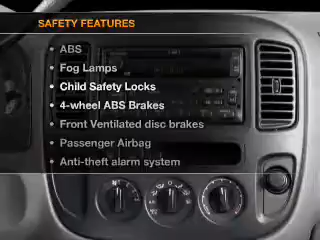 SAFETY FEATURES
• ABS
• Fog Lamps
• Child Safety Locks
• 4-wheel ABS Brakes
• Front Ventilated disc brakes
• Passenger Airbag
• Anti-theft alarm system